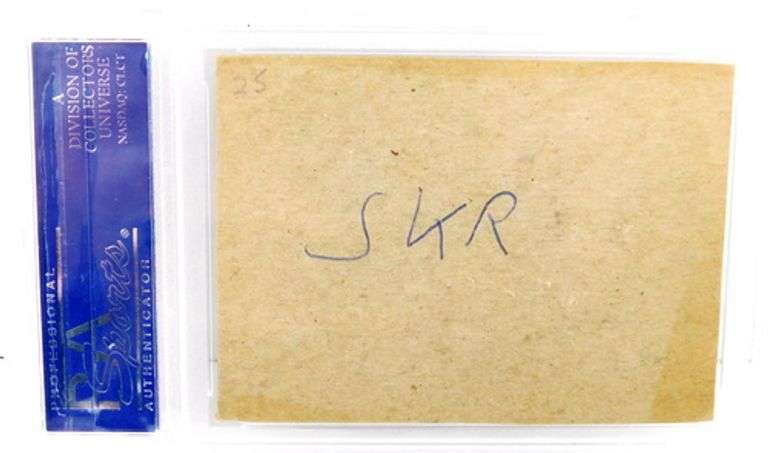 A
DIVISION OF
COLLECTORS
UNIVERSE
NASDAQ: CLCT
PROFESSIONAL
PSA
Sports®
AUTHENTICATOR
25
SKR